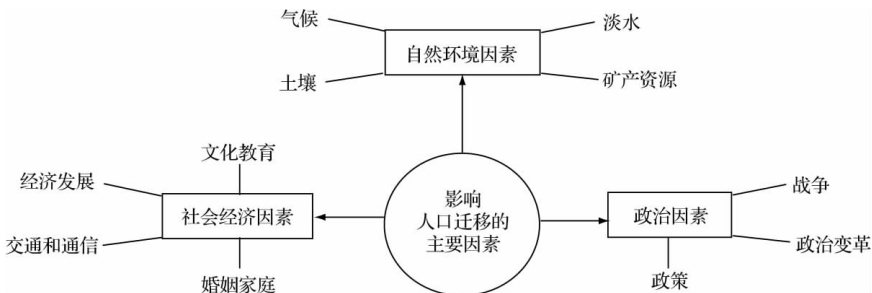 气候
淡水
自然环境因素
土壤
矿产资源
文化教育
经济发展
社会经济因素
交通和通信
婚姻家庭
影响
人口迁移的
主要因素
战争
政治因素
政治变革
政策